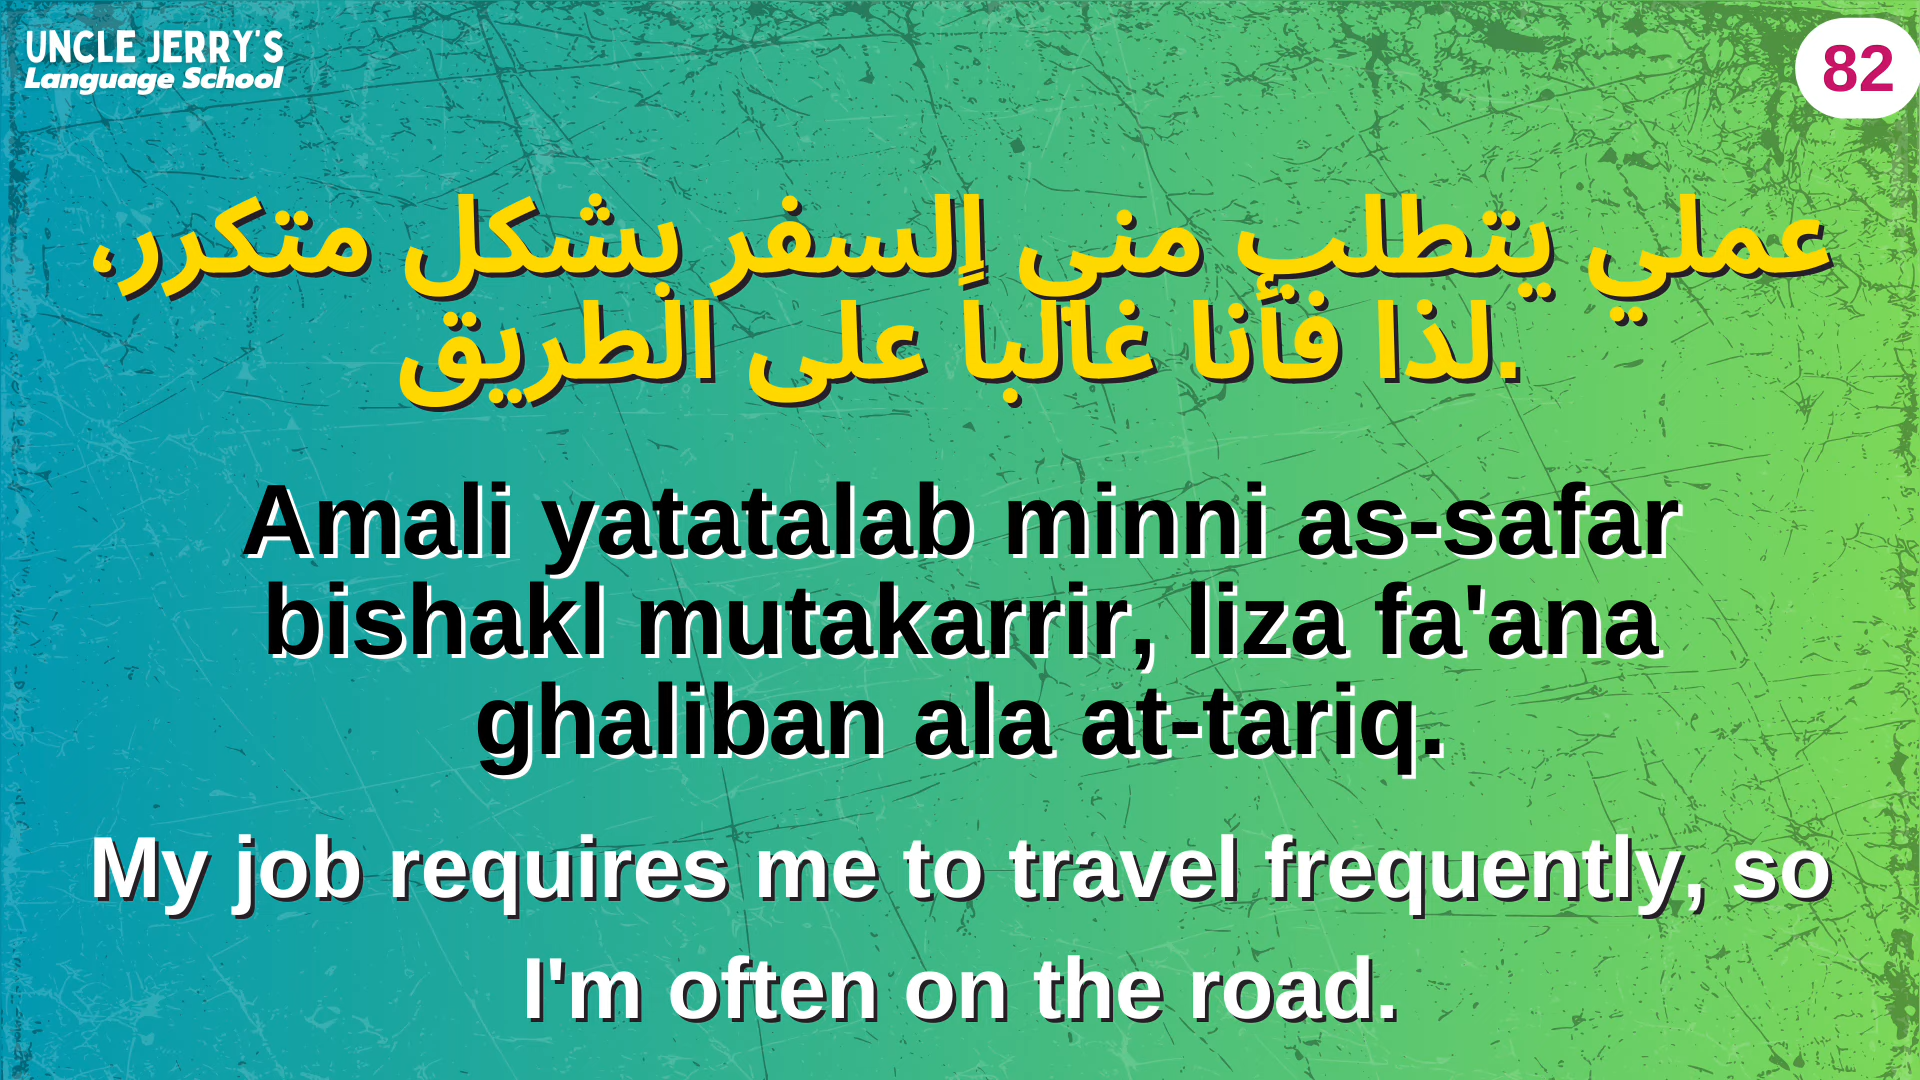 UNCLE JERRY'S
Language School
82
عملي يتطلب مني السفر بشكل متكرر،
لذا فأنا غالباً على الطريق.
Amali yatatalab minni as-safar
bishakl mutakarrir, liza fa'ana
ghaliban ala at-tariq.
My job requires me to travel frequently, so
I'm often on the road.